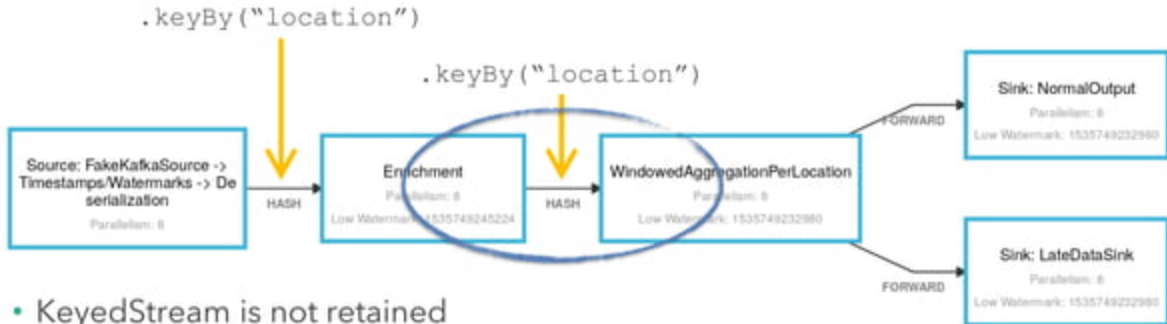 .keyBy("location")
.keyBy("location")
Source: FakeKafkaSource ->
Timestamps/Watermarks -> De
serialization
Parallelism: 8
HASH
Enrichment
Parallelism: 8
Low Watermark: 1535749245224
HASH
WindowedAggregationPerLocation
Parallelism: 8
Low Watermark: 1535749232980
FORWARD
Sink: NormalOutput
Parallelism: 8
Low Watermark: 1535749232980
FORWARD
Sink: LateDataSink
Parallelism: 8
Low Watermark: 1535749232980
• KeyedStream is not retained